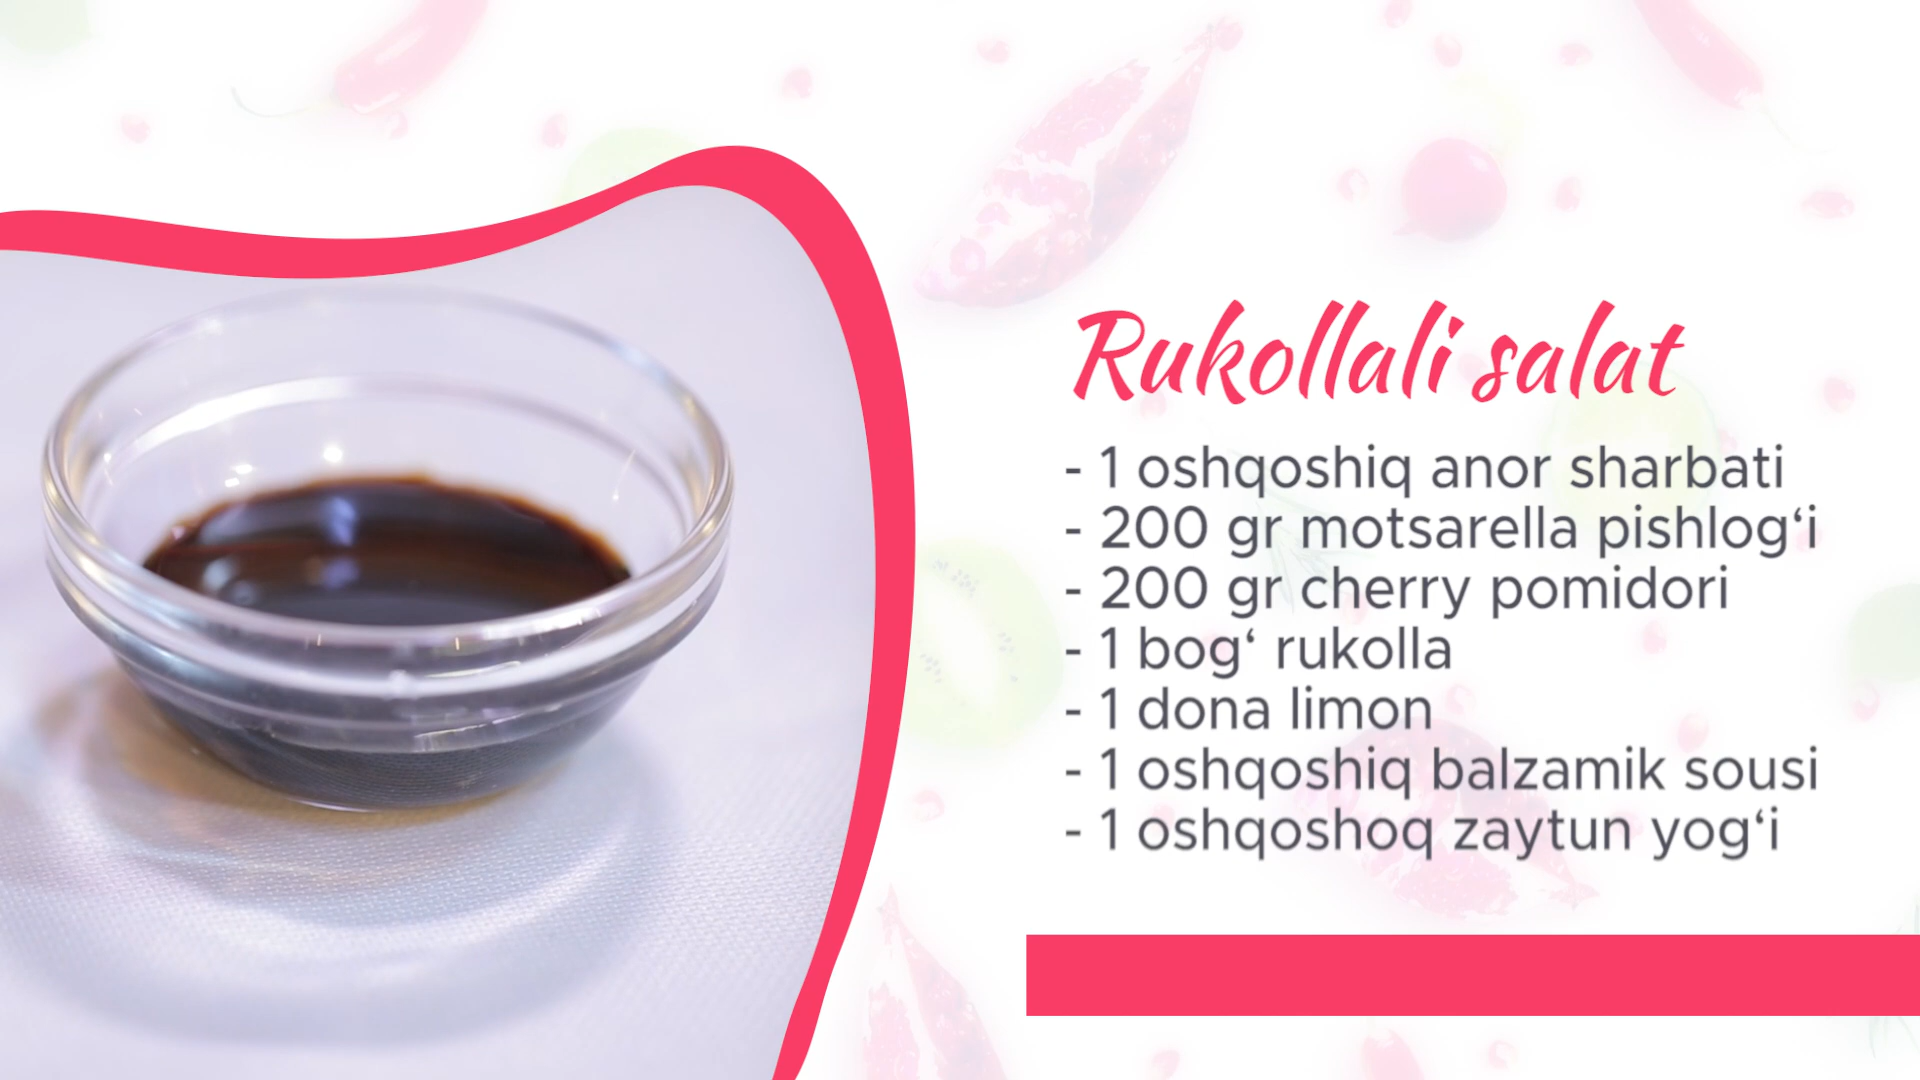 Rukollali salat
- 1 oshqoshiq anor sharbati
- 200 gr motsarella pishlog‘i
- 200 gr cherry pomidori
- 1 bog‘ rukolla
- 1 dona limon
- 1 oshqoshiq balzamik sousi
- 1 oshqoshoq zaytun yog‘i